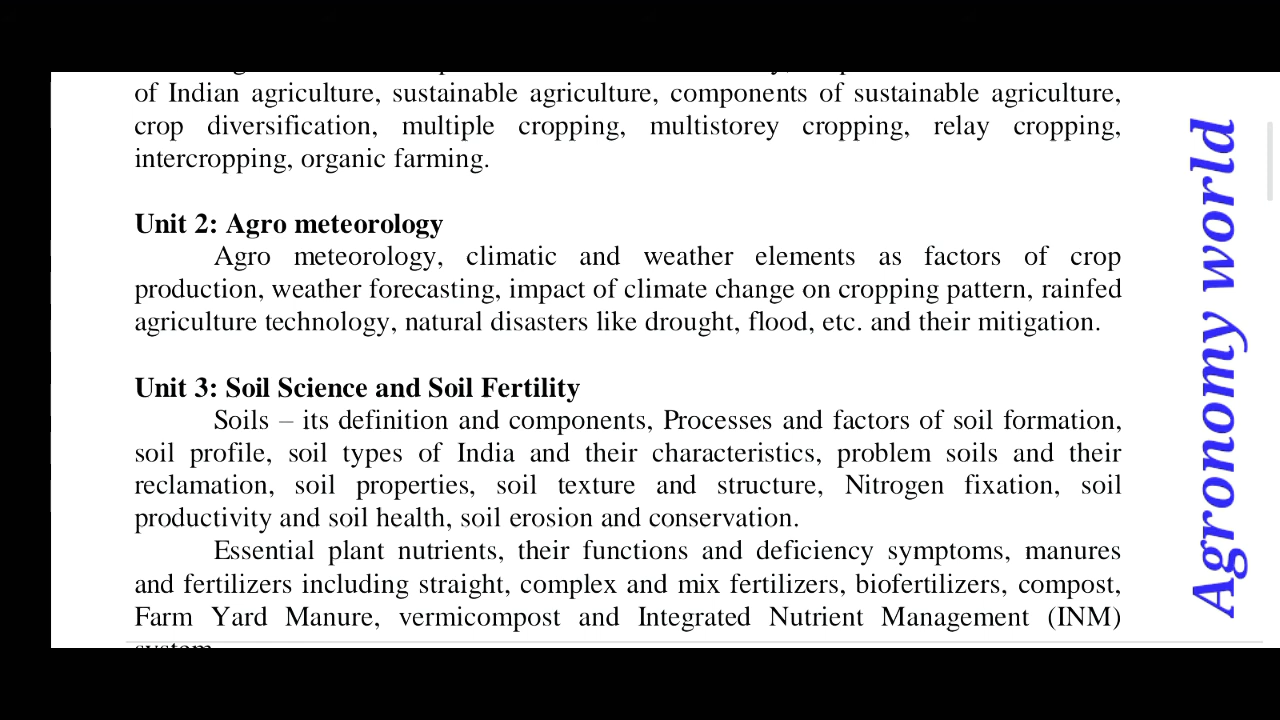 of Indian agriculture, sustainable agriculture, components of sustainable agriculture,
crop diversification, multiple cropping, multistorey cropping, relay cropping,
intercropping, organic farming.
Unit 2: Agro meteorology
Agro meteorology, climatic and weather elements as factors of crop
production, weather forecasting, impact of climate change on cropping pattern, rainfed
agriculture technology, natural disasters like drought, flood, etc. and their mitigation.
Unit 3: Soil Science and Soil Fertility
Soils – its definition and components, Processes and factors of soil formation,
soil profile, soil types of India and their characteristics, problem soils and their
reclamation, soil properties, soil texture and structure, Nitrogen fixation, soil
productivity and soil health, soil erosion and conservation.
Essential plant nutrients, their functions and deficiency symptoms, manures
and fertilizers including straight, complex and mix fertilizers, biofertilizers, compost,
Farm Yard Manure, vermicompost and Integrated Nutrient Management (INM)
system
Agronomy world